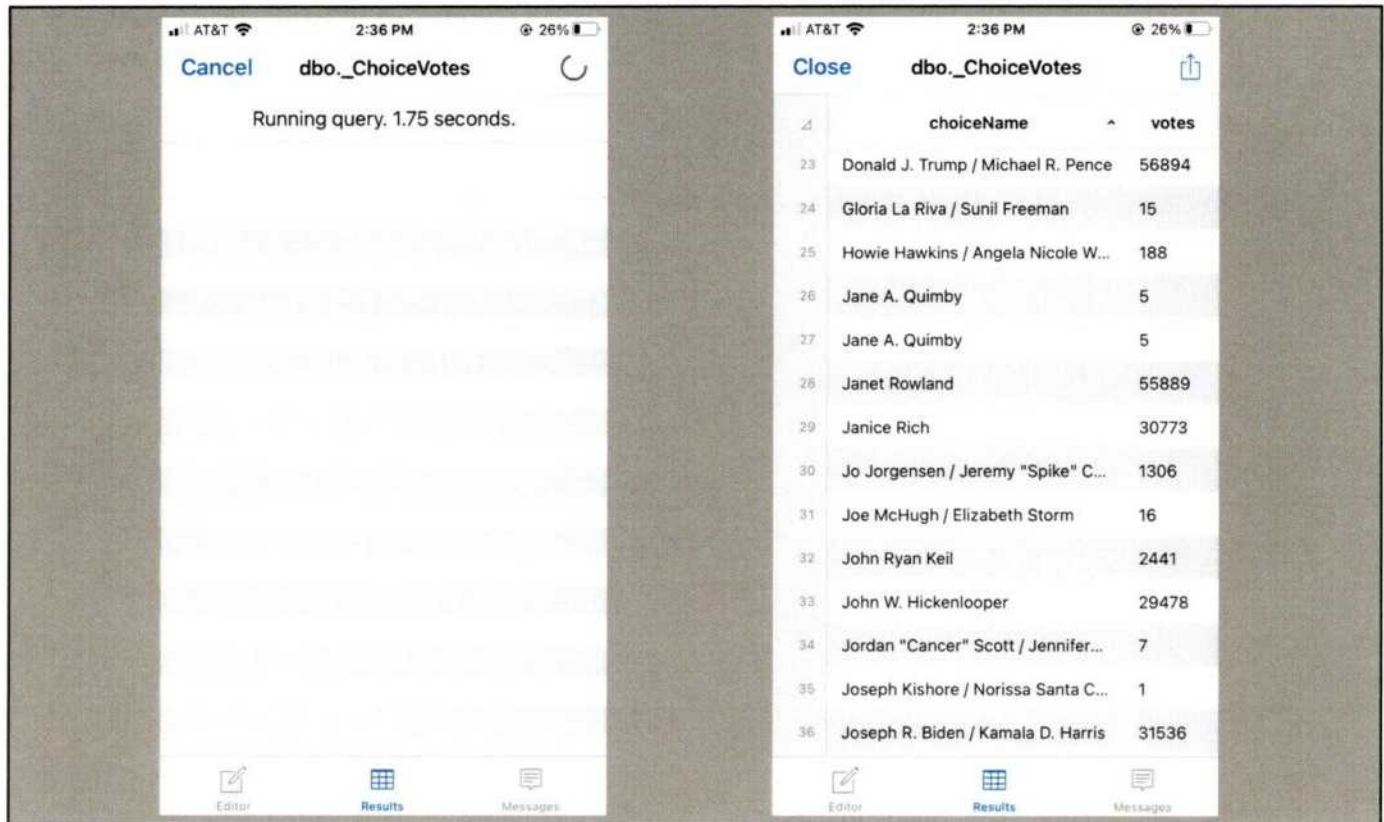 AT&T 2:36 PM 26%
Cancel dbo._ChoiceVotes
Running query. 1.75 seconds.
Editor Results Messages
AT&T 2:36 PM 26%
Close dbo._ChoiceVotes
choiceName votes
23 Donald J. Trump / Michael R. Pence 56894
24 Gloria La Riva / Sunil Freeman 15
25 Howie Hawkins / Angela Nicole W... 188
26 Jane A. Quimby 5
27 Jane A. Quimby 5
28 Janet Rowland 55889
29 Janice Rich 30773
30 Jo Jorgensen / Jeremy "Spike" C... 1306
31 Joe McHugh / Elizabeth Storm 16
32 John Ryan Keil 2441
33 John W. Hickenlooper 29478
34 Jordan "Cancer" Scott / Jennifer... 7
35 Joseph Kishore / Norissa Santa C... 1
36 Joseph R. Biden / Kamala D. Harris 31536
Editor Results Messages